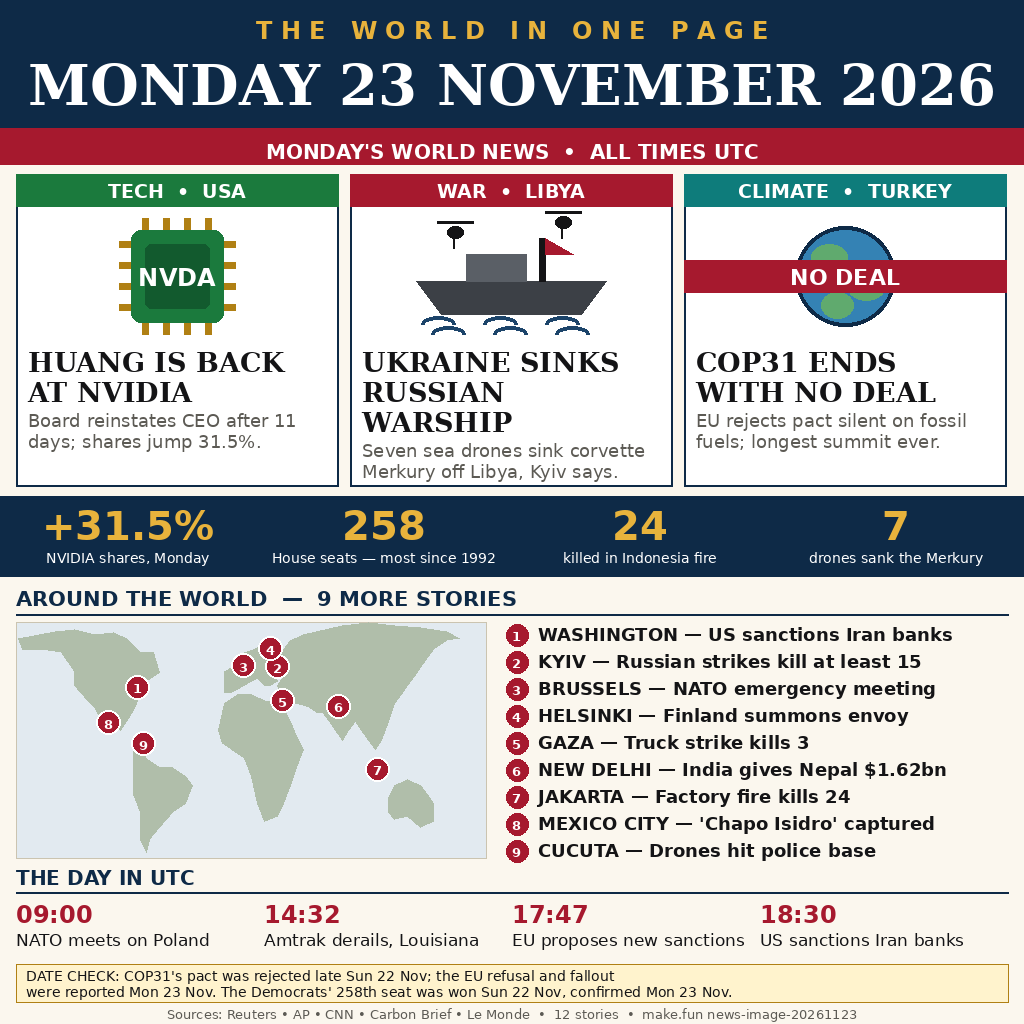 THE WORLD IN ONE PAGE
MONDAY 23 NOVEMBER 2026
MONDAY'S WORLD NEWS • ALL TIMES UTC
TECH • USA
NVDA
HUANG IS BACK
AT NVIDIA
Board reinstates CEO after 11
days; shares jump 31.5%.
WAR • LIBYA
UKRAINE SINKS
RUSSIAN
WARSHIP
Seven sea drones sink corvette
Merkury off Libya, Kyiv says.
CLIMATE • TURKEY
NO DEAL
COP31 ENDS
WITH NO DEAL
EU rejects pact silent on fossil
fuels; longest summit ever.
+31.5%
NVIDIA shares, Monday
258
House seats — most since 1992
24
killed in Indonesia fire
7
drones sank the Merkury
AROUND THE WORLD — 9 MORE STORIES
1
2
3
4
5
6
7
8
9
1 WASHINGTON — US sanctions Iran banks
2 KYIV — Russian strikes kill at least 15
3 BRUSSELS — NATO emergency meeting
4 HELSINKI — Finland summons envoy
5 GAZA — Truck strike kills 3
6 NEW DELHI — India gives Nepal $1.62bn
7 JAKARTA — Factory fire kills 24
8 MEXICO CITY — 'Chapo Isidro' captured
9 CUCUTA — Drones hit police base
THE DAY IN UTC
09:00
NATO meets on Poland
14:32
Amtrak derails, Louisiana
17:47
EU proposes new sanctions
18:30
US sanctions Iran banks
DATE CHECK: COP31's pact was rejected late Sun 22 Nov; the EU refusal and fallout
were reported Mon 23 Nov. The Democrats' 258th seat was won Sun 22 Nov, confirmed Mon 23 Nov.
Sources: Reuters • AP • CNN • Carbon Brief • Le Monde • 12 stories • make.fun news-image-20261123